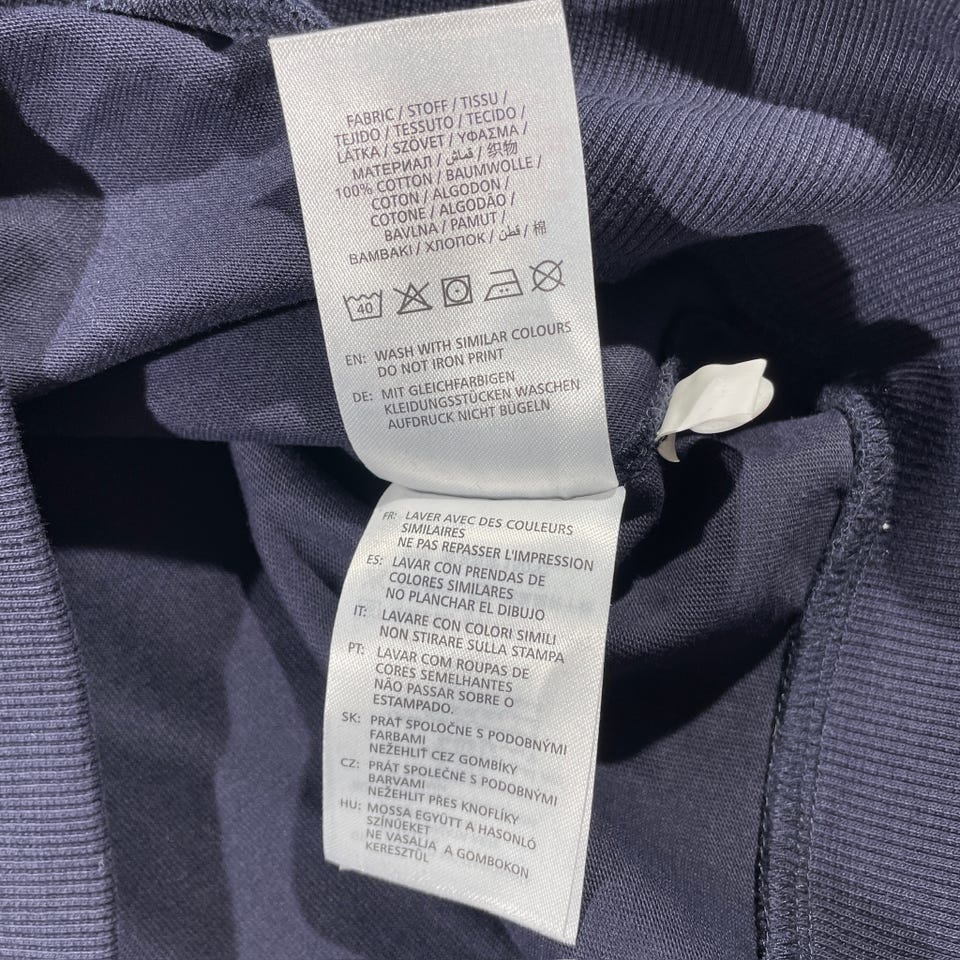 FABRIC / STOFF / TISSU /
TEJIDO / TESSUTO / TECIDO /
LÁTKA / SZÖVET / ΥΦΑΣΜΑ /
МАТЕРИАЛ / قماش / 织物
100% COTTON / BAUMWOLLE /
COTON / ALGODON /
COTONE / ALGODÃO /
BAVLNA / PAMUT /
ΒΑΜΒΑΚΙ / ХЛОПОК / قطن / 棉
40
EN: WASH WITH SIMILAR COLOURS
DO NOT IRON PRINT
DE: MIT GLEICHFARBIGEN
KLEIDUNGSSTÜCKEN WASCHEN
AUFDRUCK NICHT BÜGELN
FR: LAVER AVEC DES COULEURS
SIMILAIRES
NE PAS REPASSER L'IMPRESSION
ES: LAVAR CON PRENDAS DE
COLORES SIMILARES
NO PLANCHAR EL DIBUJO
IT: LAVARE CON COLORI SIMILI
NON STIRARE SULLA STAMPA
PT: LAVAR COM ROUPAS DE
CORES SEMELHANTES
NÃO PASSAR SOBRE O
ESTAMPADO.
SK: PRAŤ SPOLOČNE S PODOBNÝMI
FARBAMI
NEŽEHLIŤ CEZ GOMBÍKY
CZ: PRÁT SPOLEČNĚ S PODOBNÝMI
BARVAMI
NEŽEHLIT PŘES KNOFLÍKY
HU: MOSSA EGYÜTT A HASONLÓ
SZÍNŰEKET
NE VASALJA A GOMBOKON
KERESZTÜL